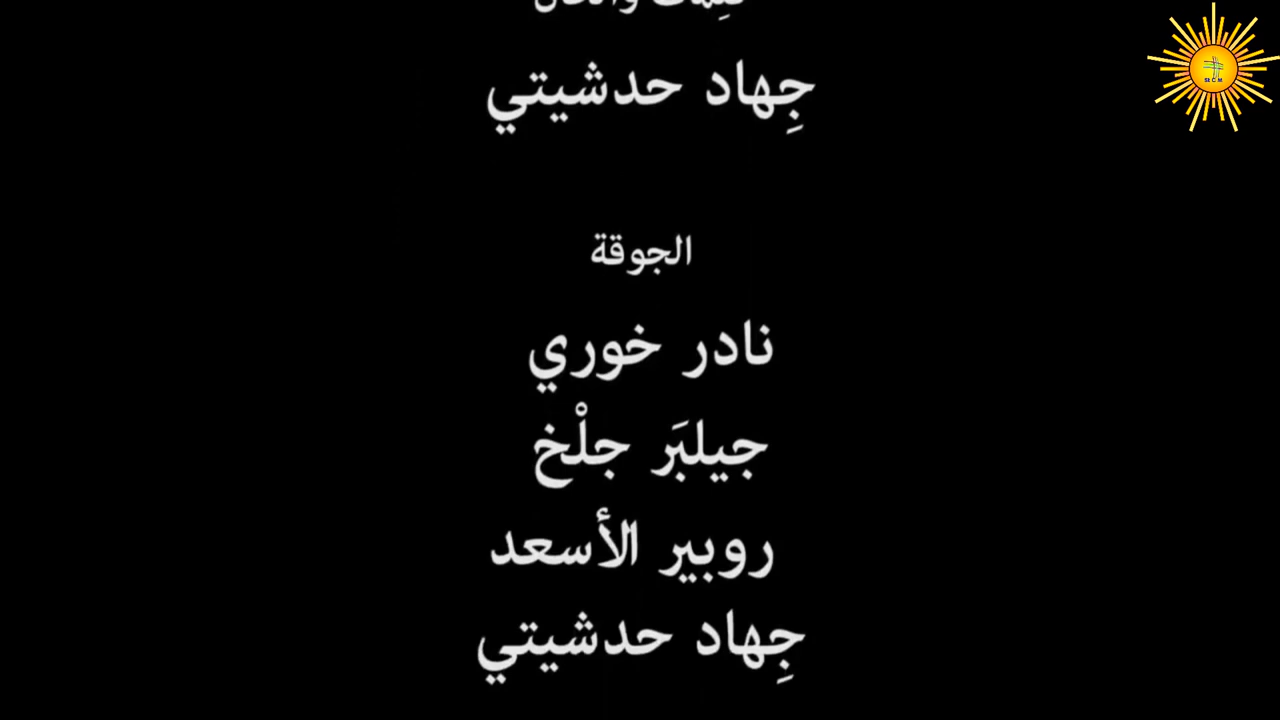 جِهاد حدشيتي
الجوقة
نادر خوري
جيلبَر جلْخ
روبير الأسعد
جِهاد حدشيتي